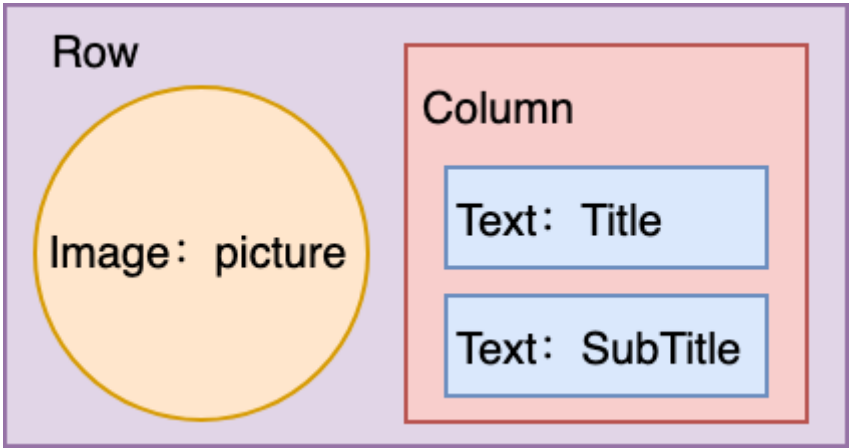 Row
Image：picture
Column
Text：Title
Text：SubTitle